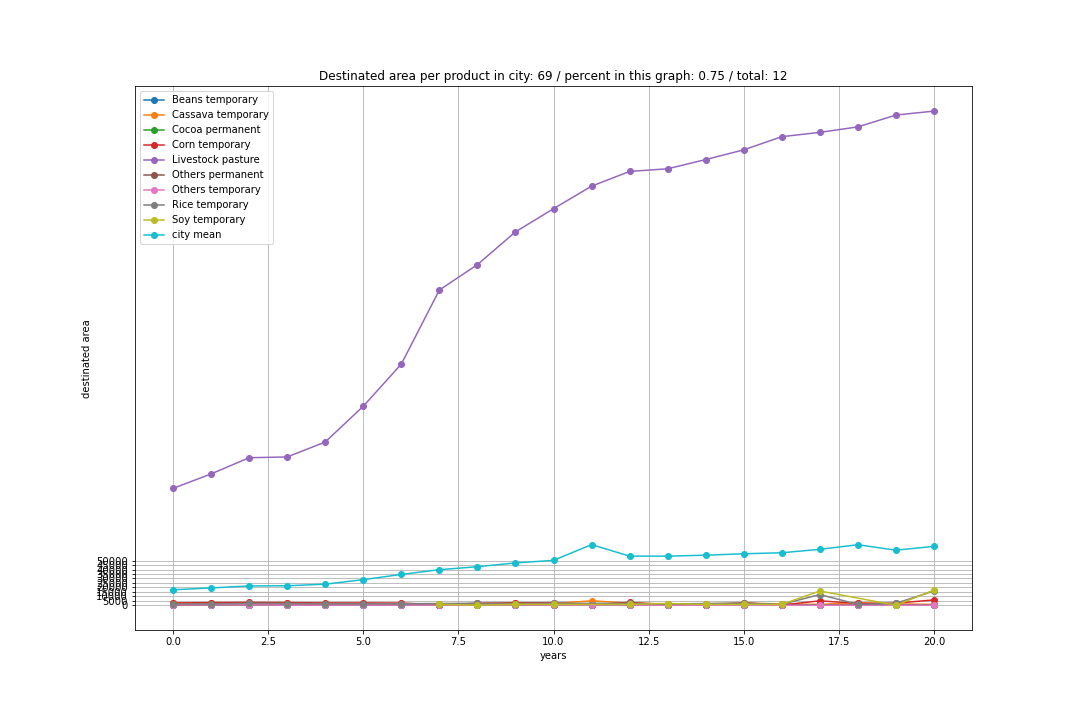 Destinated area per product in city: 69 / percent in this graph: 0.75 / total: 12
Beans temporary
Cassava temporary
Cocoa permanent
Corn temporary
Livestock pasture
Others permanent
Others temporary
Rice temporary
Soy temporary
city mean
destinated area
50000
5000
0
0.0 2.5 5.0 7.5 10.0 12.5 15.0 17.5 20.0
years